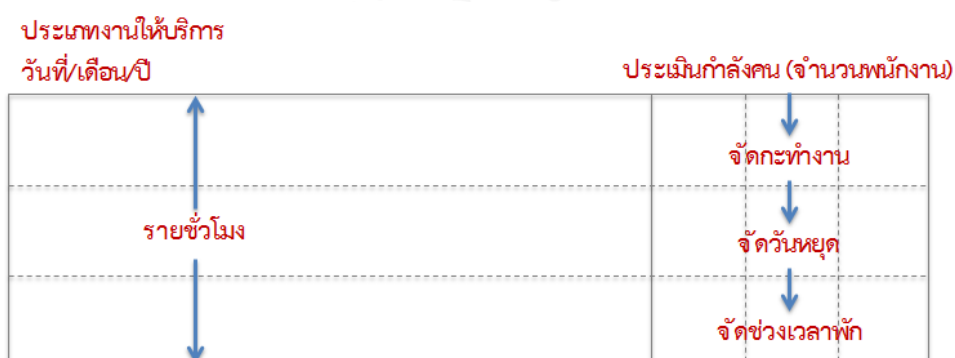 ประเภทงานให้บริการ
วันที่/เดือน/ปี
ประเมินกำลังคน (จำนวนพนักงาน)
จัดกะทำงาน
รายชั่วโมง
จัดวันหยุด
จัดช่วงเวลาพัก